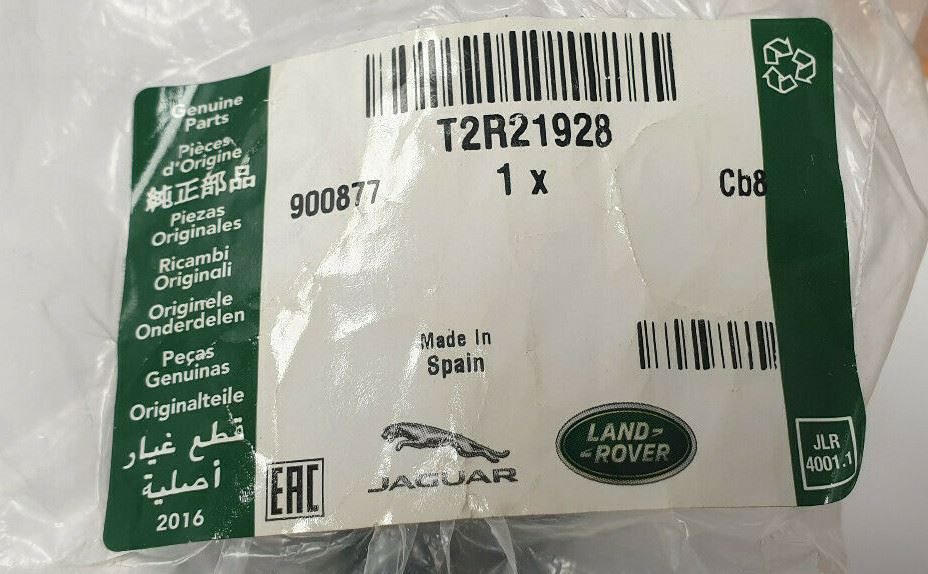 Genuine
Parts
Pièces
d'Origine
純正部品
Piezas
Originales
Ricambi
Originali
Originele
Onderdelen
Peças
Genuinas
Originalteile
قطع غيار
أصلية
2016
T2R21928
1 x
900877
Cb8
Made In
Spain
EAC
JAGUAR
LAND-
-ROVER
JLR
4001.1